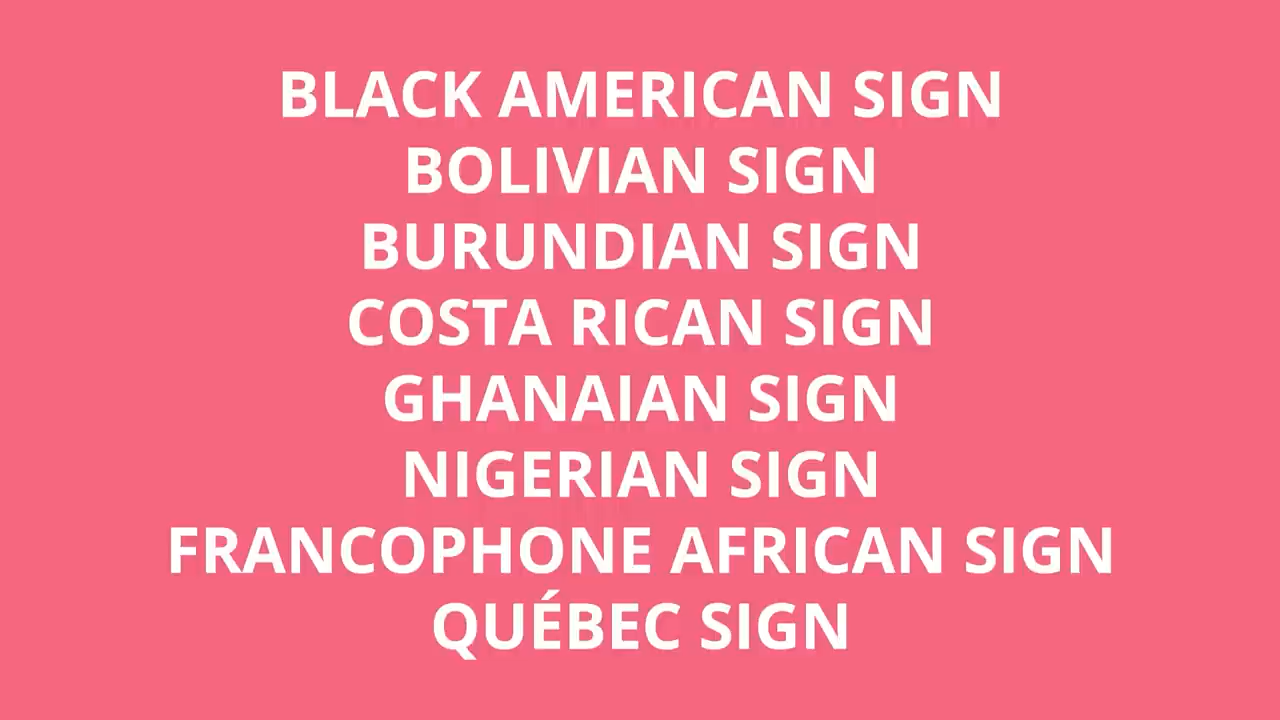 BLACK AMERICAN SIGN
BOLIVIAN SIGN
BURUNDIAN SIGN
COSTA RICAN SIGN
GHANAIAN SIGN
NIGERIAN SIGN
FRANCOPHONE AFRICAN SIGN
QUÉBEC SIGN